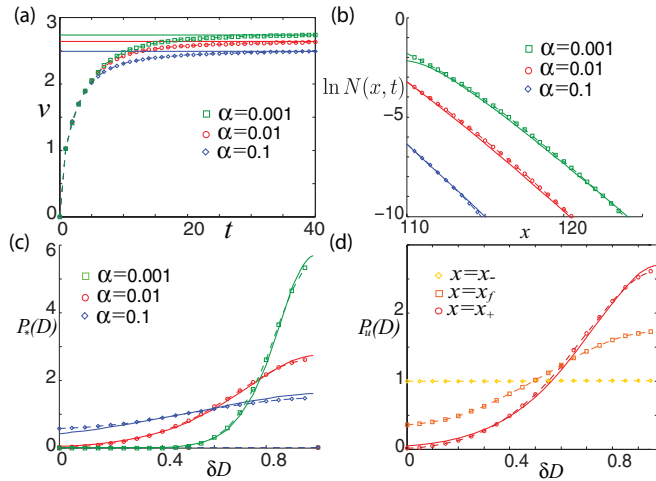 (a)
3
2
1
0
v
0
20
t
40
α=0.001
α=0.01
α=0.1
(b)
0
ln N(x,t)
−5
−10
110
x
120
α=0.001
α=0.01
α=0.1
(c)
6
4
2
0
P*(D)
0
0.4
0.8
δD
α=0.001
α=0.01
α=0.1
(d)
2
1
0
Pu(D)
0
0.4
0.8
δD
x=x-
x=xf
x=x+